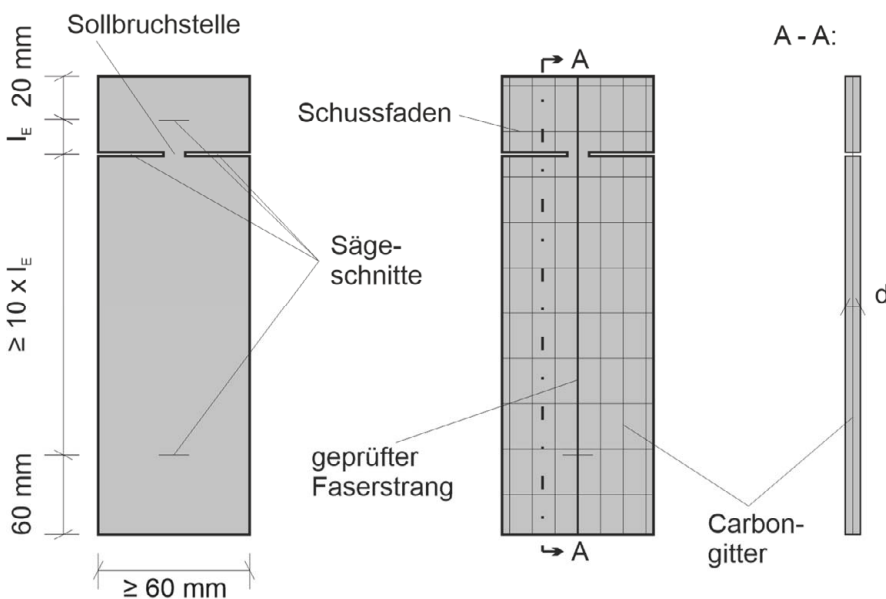 Sollbruchstelle
20 mm
l_E
≥ 10 x l_E
60 mm
≥ 60 mm
Säge-
schnitte
A
Schussfaden
geprüfter
Faserstrang
A
A - A:
d
Carbon-
gitter